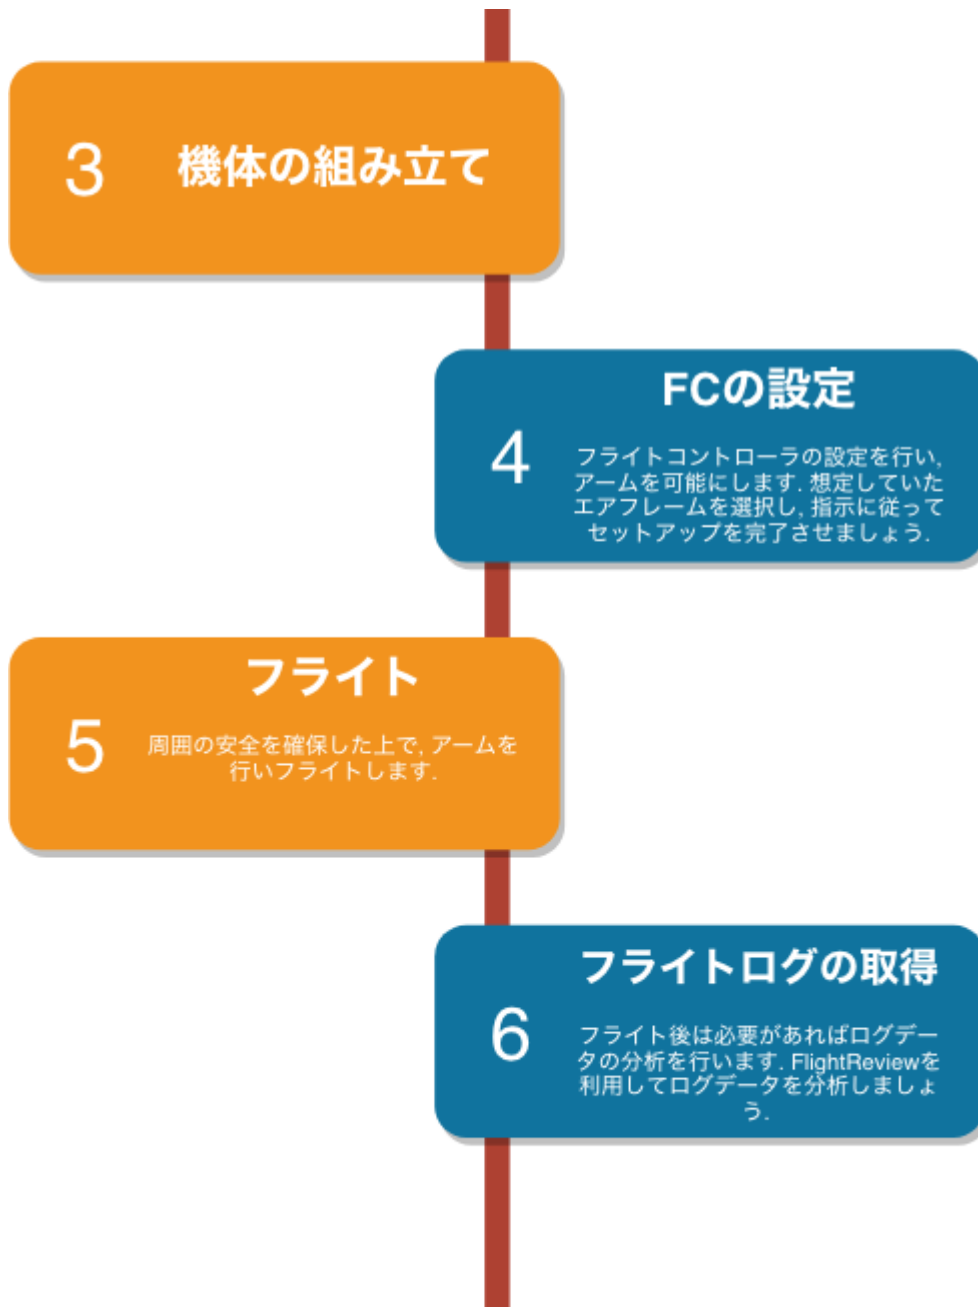 3
機体の組み立て
FCの設定
4
フライトコントローラの設定を行い,
アームを可能にします. 想定していた
エアフレームを選択し, 指示に従って
セットアップを完了させましょう.
フライト
5
周囲の安全を確保した上で, アームを
行いフライトします.
フライトログの取得
6
フライト後は必要があればログデー
タの分析を行います. FlightReviewを
利用してログデータを分析しましょ
う.